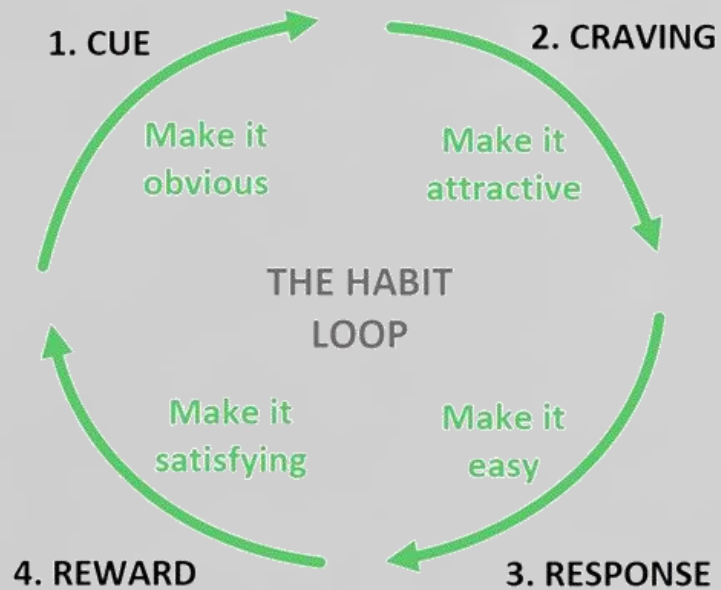 1. CUE
2. CRAVING
Make it
obvious
Make it
attractive
THE HABIT
LOOP
Make it
satisfying
Make it
easy
4. REWARD
3. RESPONSE